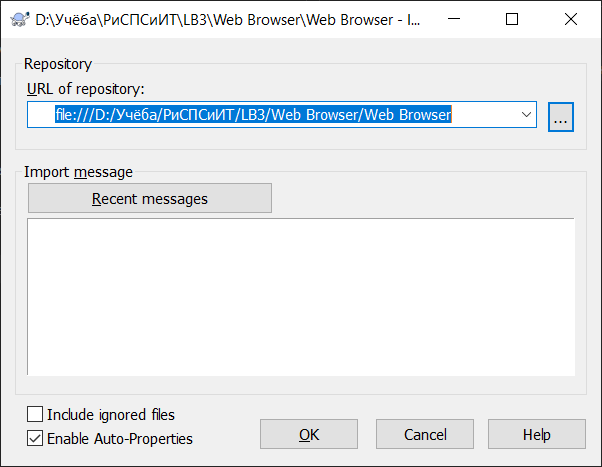 D:\Учёба\РиСПСиИТ\LB3\Web Browser\Web Browser - I...
Repository
URL of repository:
file:///D:/Учёба/РиСПСиИТ/LB3/Web Browser/Web Browser
...
Import message
Recent messages
Include ignored files
Enable Auto-Properties
OK
Cancel
Help